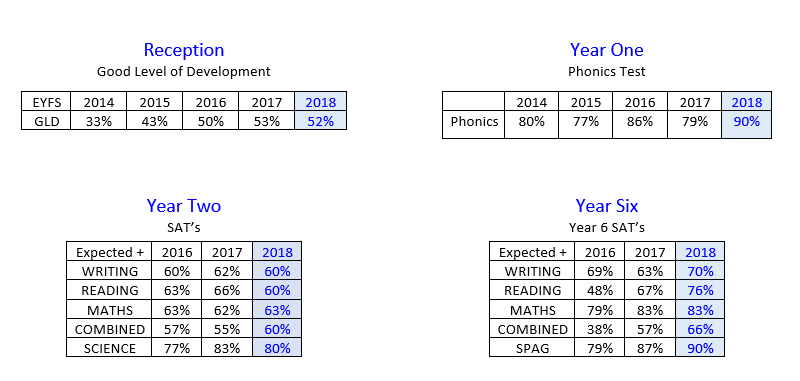 Reception
Good Level of Development
EYFS 2014 2015 2016 2017 2018
GLD 33% 43% 50% 53% 52%
Year One
Phonics Test
2014 2015 2016 2017 2018
Phonics 80% 77% 86% 79% 90%
Year Two
SAT's
Expected + 2016 2017 2018
WRITING 60% 62% 60%
READING 63% 66% 60%
MATHS 63% 62% 63%
COMBINED 57% 55% 60%
SCIENCE 77% 83% 80%
Year Six
Year 6 SAT's
Expected + 2016 2017 2018
WRITING 69% 63% 70%
READING 48% 67% 76%
MATHS 79% 83% 83%
COMBINED 38% 57% 66%
SPAG 79% 87% 90%